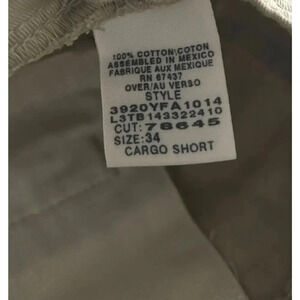 100% COTTON\COTON
ASSEMBLED IN MEXICO
FABRIQUE AUX MEXIQUE
RN 67437
OVER/AU VERSO
STYLE
3920YFA1014
L3TB143322410
CUT: 78645
SIZE: 34
CARGO SHORT